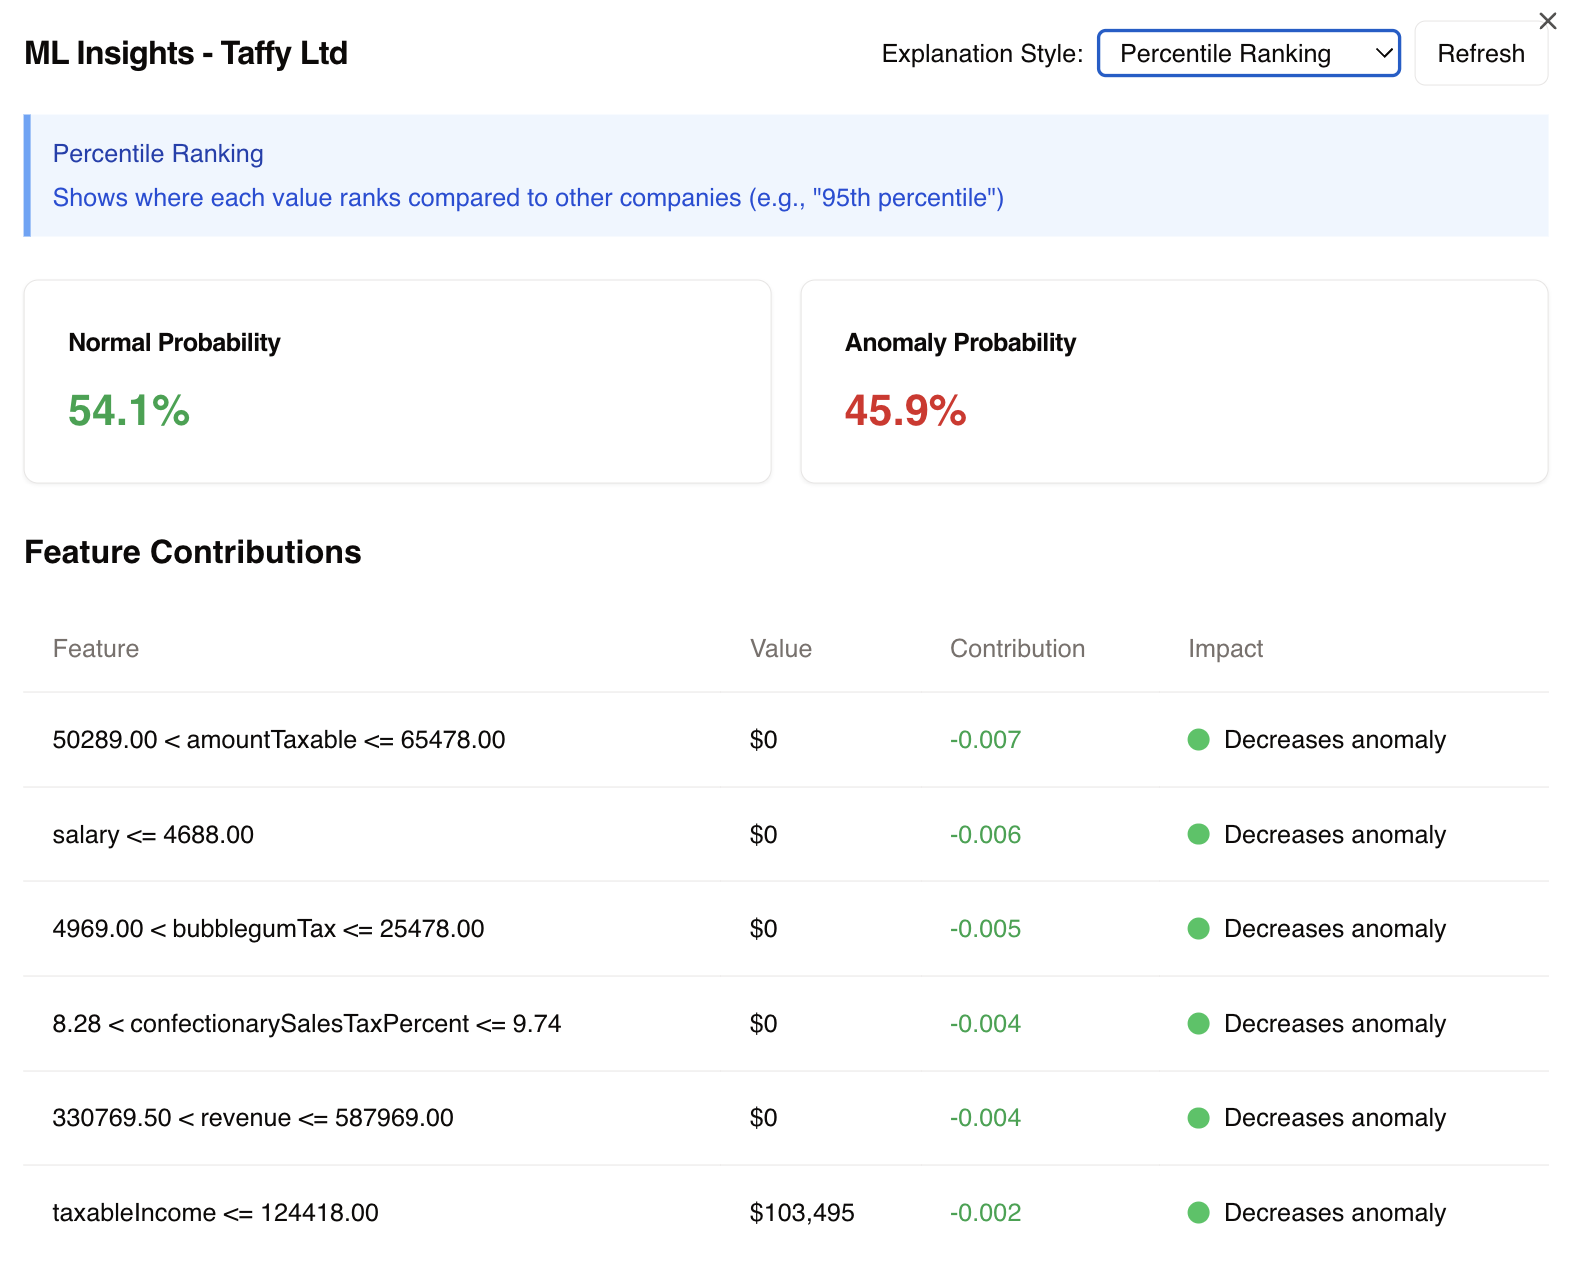 ML Insights - Taffy Ltd
Explanation Style: Percentile Ranking Refresh
Percentile Ranking
Shows where each value ranks compared to other companies (e.g., "95th percentile")
Normal Probability
54.1%
Anomaly Probability
45.9%
Feature Contributions
Feature Value Contribution Impact
50289.00 < amountTaxable <= 65478.00 $0 -0.007 Decreases anomaly
salary <= 4688.00 $0 -0.006 Decreases anomaly
4969.00 < bubblegumTax <= 25478.00 $0 -0.005 Decreases anomaly
8.28 < confectionarySalesTaxPercent <= 9.74 $0 -0.004 Decreases anomaly
330769.50 < revenue <= 587969.00 $0 -0.004 Decreases anomaly
taxableIncome <= 124418.00 $103,495 -0.002 Decreases anomaly